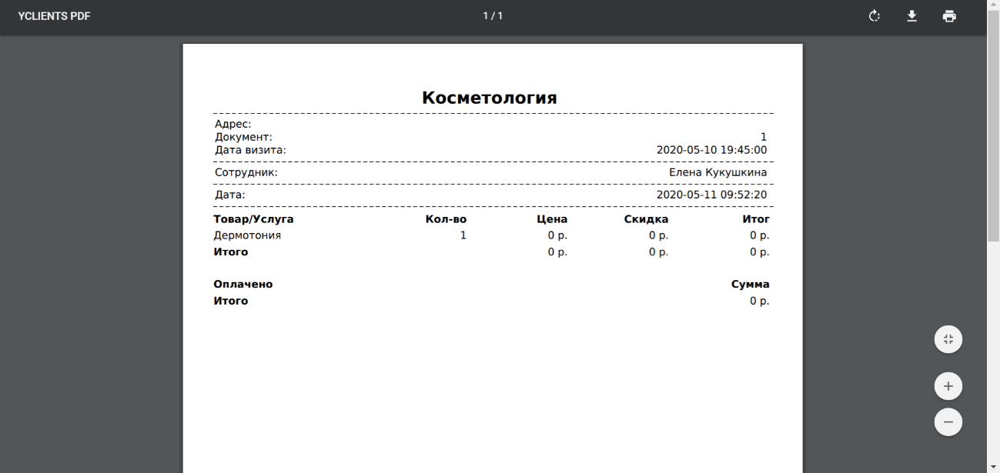 YCLIENTS PDF 1 / 1
Косметология
Адрес:
Документ: 1
Дата визита: 2020-05-10 19:45:00
Сотрудник: Елена Кукушкина
Дата: 2020-05-11 09:52:20
Товар/Услуга Кол-во Цена Скидка Итог
Дермотония 1 0 р. 0 р. 0 р.
Итого 0 р. 0 р. 0 р.
Оплачено Сумма
Итого 0 р.